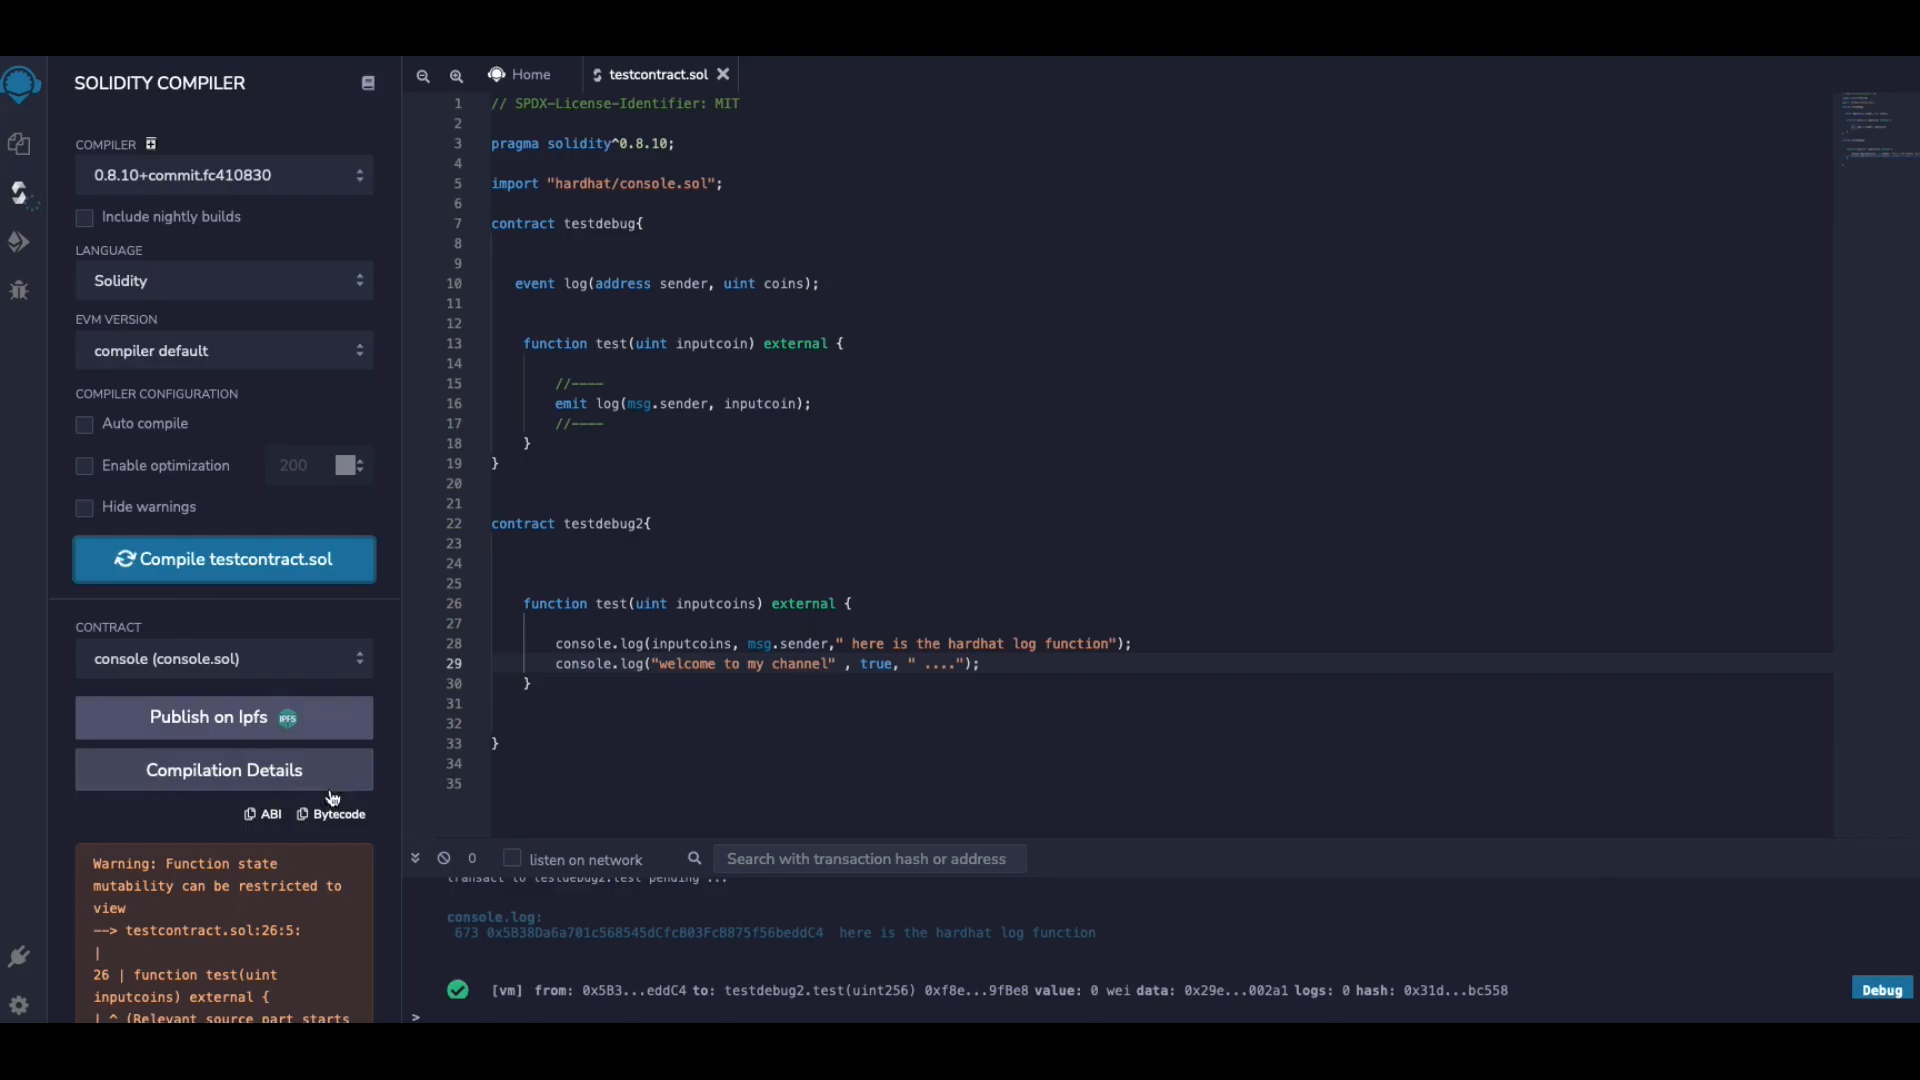 SOLIDITY COMPILER
COMPILER
0.8.10+commit.fc410830
Include nightly builds
LANGUAGE
Solidity
EVM VERSION
compiler default
COMPILER CONFIGURATION
Auto compile
Enable optimization 200
Hide warnings
Compile testcontract.sol
CONTRACT
console (console.sol)
Publish on Ipfs IPFS
Compilation Details
ABI Bytecode
Warning: Function state
mutability can be restricted to
view
--> testcontract.sol:26:5:
|
26 | function test(uint
inputcoins) external {
| ^ (Relevant source part starts
Home testcontract.sol
1 // SPDX-License-Identifier: MIT
2
3 pragma solidity^0.8.10;
4
5 import "hardhat/console.sol";
6
7 contract testdebug{
8
9
10 event log(address sender, uint coins);
11
12
13 function test(uint inputcoin) external {
14
15 //----
16 emit log(msg.sender, inputcoin);
17 //----
18 }
19 }
20
21
22 contract testdebug2{
23
24
25
26 function test(uint inputcoins) external {
27
28 console.log(inputcoins, msg.sender," here is the hardhat log function");
29 console.log("welcome to my channel" , true, " ....");
30 }
31
32
33 }
34
35
0 listen on network Search with transaction hash or address
transact to testdebug2.test pending ...
console.log:
673 0x5B38Da6a701c568545dCfcB03FcB875f56beddC4 here is the hardhat log function
[vm] from: 0x5B3...eddC4 to: testdebug2.test(uint256) 0xf8e...9fBe8 value: 0 wei data: 0x29e...002a1 logs: 0 hash: 0x31d...bc558
Debug
>